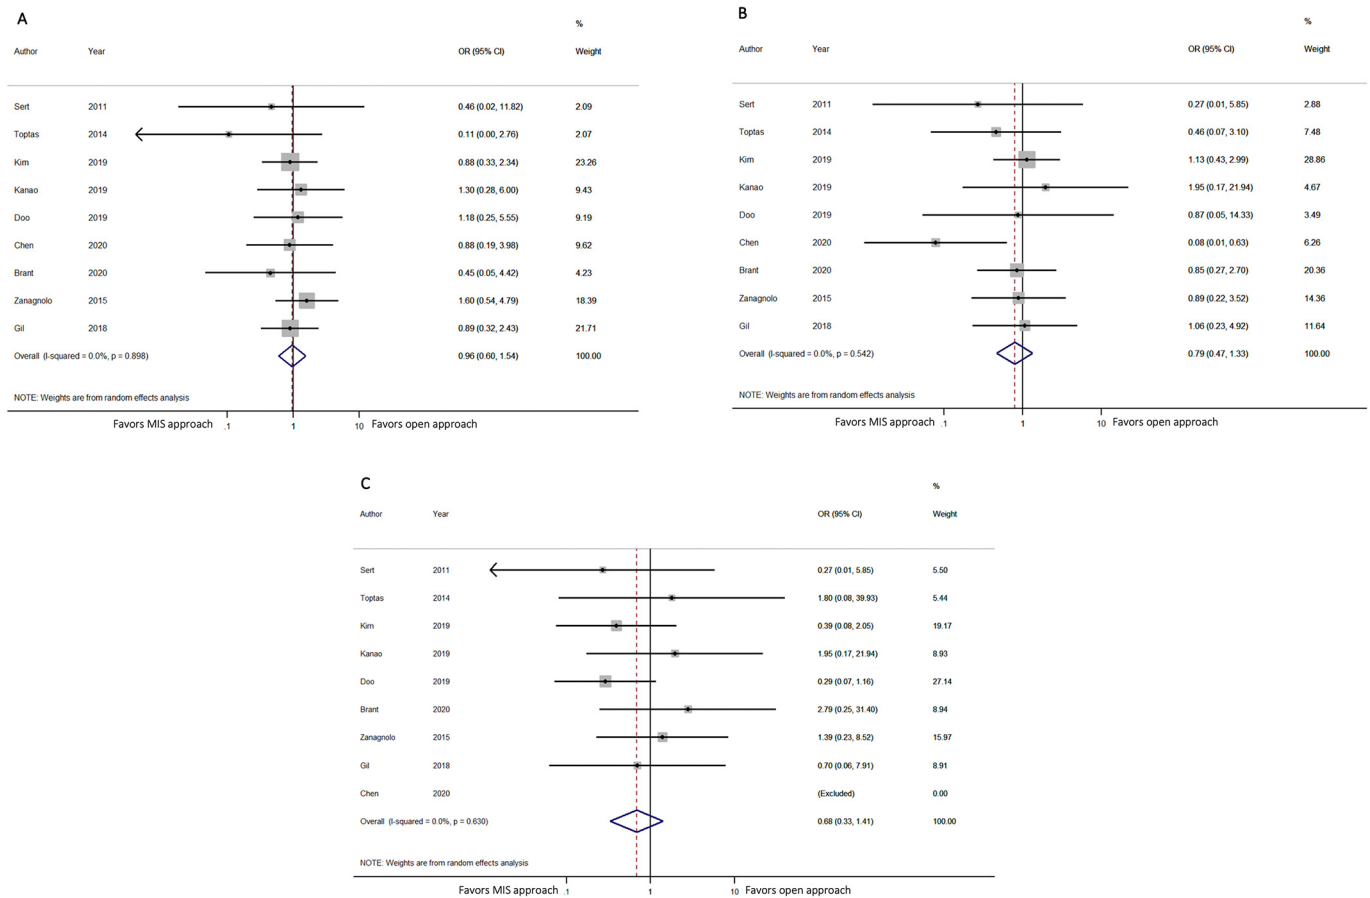 A
%
Author Year OR (95% CI) Weight
Sert 2011 0.46 (0.02, 11.82) 2.09
Toptas 2014 0.11 (0.00, 2.76) 2.07
Kim 2019 0.88 (0.33, 2.34) 23.26
Kanao 2019 1.30 (0.28, 6.00) 9.43
Doo 2019 1.18 (0.25, 5.55) 9.19
Chen 2020 0.88 (0.19, 3.98) 9.62
Brant 2020 0.45 (0.05, 4.42) 4.23
Zanagnolo 2015 1.60 (0.54, 4.79) 18.39
Gil 2018 0.89 (0.32, 2.43) 21.71
Overall (I-squared = 0.0%, p = 0.898) 0.96 (0.60, 1.54) 100.00
NOTE: Weights are from random effects analysis
Favors MIS approach .1 1 10 Favors open approach
B
%
Author Year OR (95% CI) Weight
Sert 2011 0.27 (0.01, 5.85) 2.88
Toptas 2014 0.46 (0.07, 3.10) 7.48
Kim 2019 1.13 (0.43, 2.99) 28.86
Kanao 2019 1.95 (0.17, 21.94) 4.67
Doo 2019 0.87 (0.05, 14.33) 3.49
Chen 2020 0.08 (0.01, 0.63) 6.26
Brant 2020 0.85 (0.27, 2.70) 20.36
Zanagnolo 2015 0.89 (0.22, 3.52) 14.36
Gil 2018 1.06 (0.23, 4.92) 11.64
Overall (I-squared = 0.0%, p = 0.542) 0.79 (0.47, 1.33) 100.00
NOTE: Weights are from random effects analysis
Favors MIS approach .1 1 10 Favors open approach
C
%
Author Year OR (95% CI) Weight
Sert 2011 0.27 (0.01, 5.85) 5.50
Toptas 2014 1.80 (0.08, 39.93) 5.44
Kim 2019 0.39 (0.08, 2.05) 19.17
Kanao 2019 1.95 (0.17, 21.94) 8.93
Doo 2019 0.29 (0.07, 1.16) 27.14
Brant 2020 2.79 (0.25, 31.40) 8.94
Zanagnolo 2015 1.39 (0.23, 8.52) 15.97
Gil 2018 0.70 (0.06, 7.91) 8.91
Chen 2020 (Excluded) 0.00
Overall (I-squared = 0.0%, p = 0.630) 0.68 (0.33, 1.41) 100.00
NOTE: Weights are from random effects analysis
Favors MIS approach .1 1 10 Favors open approach